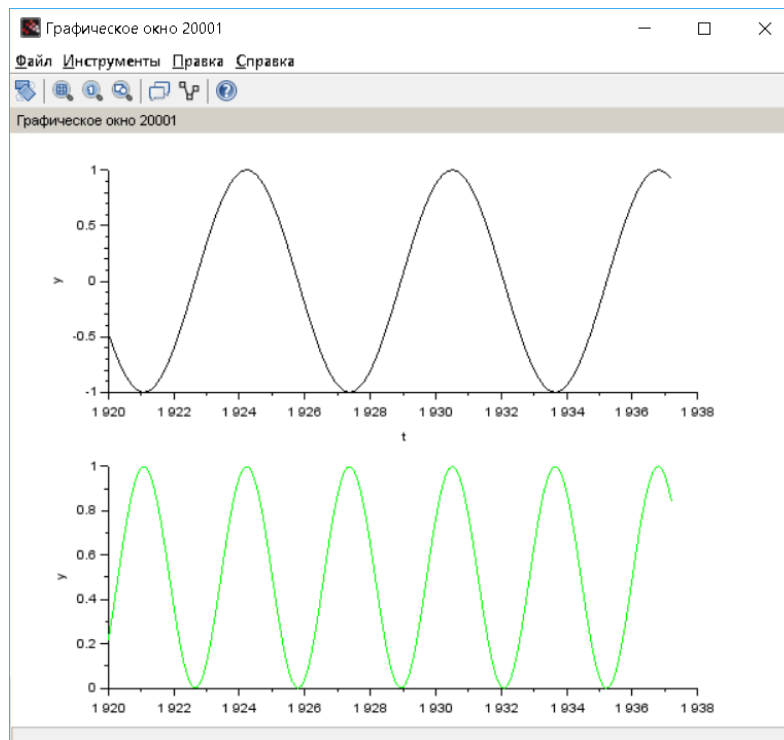 Графическое окно 20001
Файл Инструменты Правка Справка
Графическое окно 20001
1
0.5
0
-0.5
-1
y
1 920 1 922 1 924 1 926 1 928 1 930 1 932 1 934 1 936 1 938
t
1
0.8
0.6
0.4
0.2
0
y
1 920 1 922 1 924 1 926 1 928 1 930 1 932 1 934 1 936 1 938